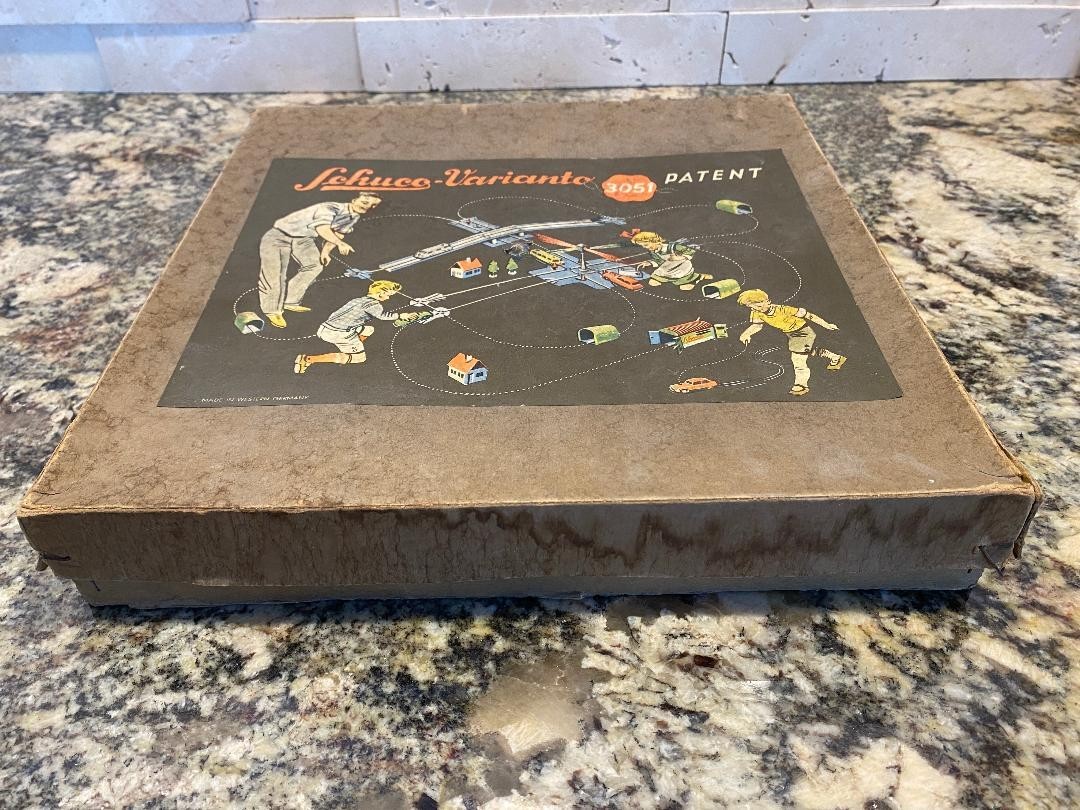 Schuco-Varianto 3051 PATENT
MADE IN WESTERN GERMANY